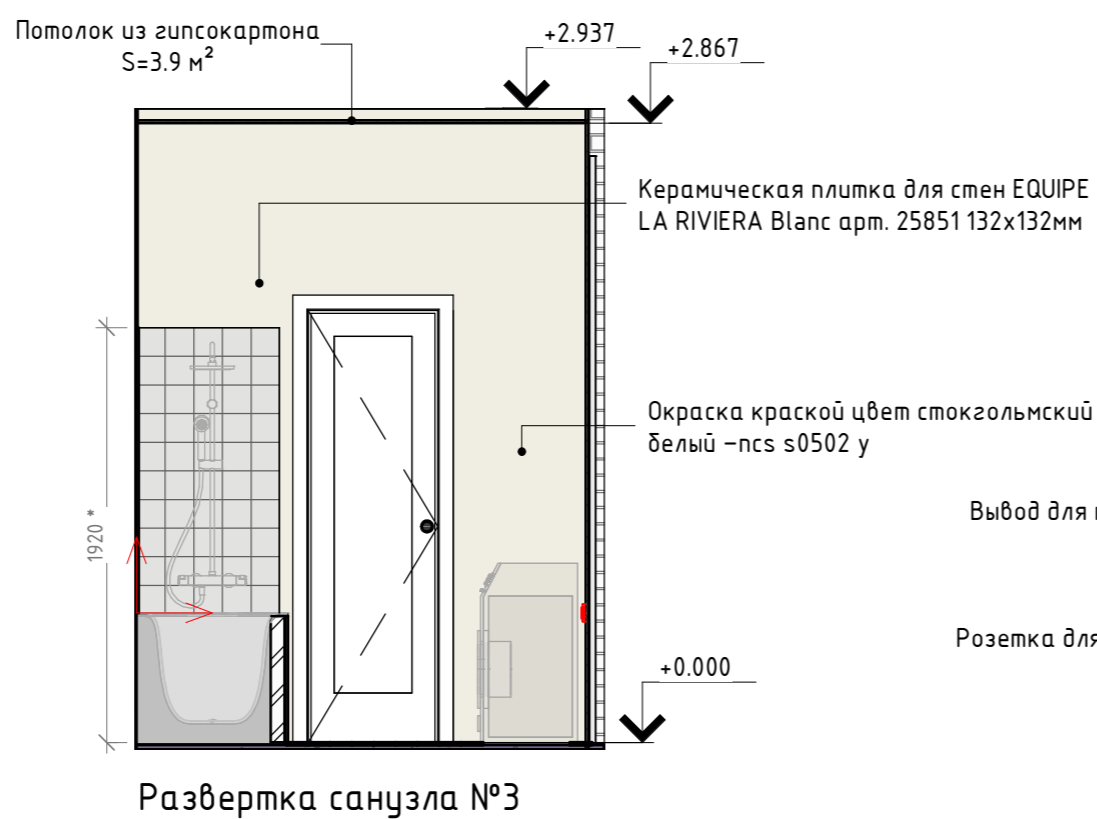 Потолок из гипсокартона
S=3.9 м²
+2.937
+2.867
Керамическая плитка для стен EQUIPE
LA RIVIERA Blanc арт. 25851 132х132мм
Окраска краской цвет стокгольмский
белый –ncs s0502 y
Вывод для
1920 *
Розетка для
+0.000
Развертка санузла №3